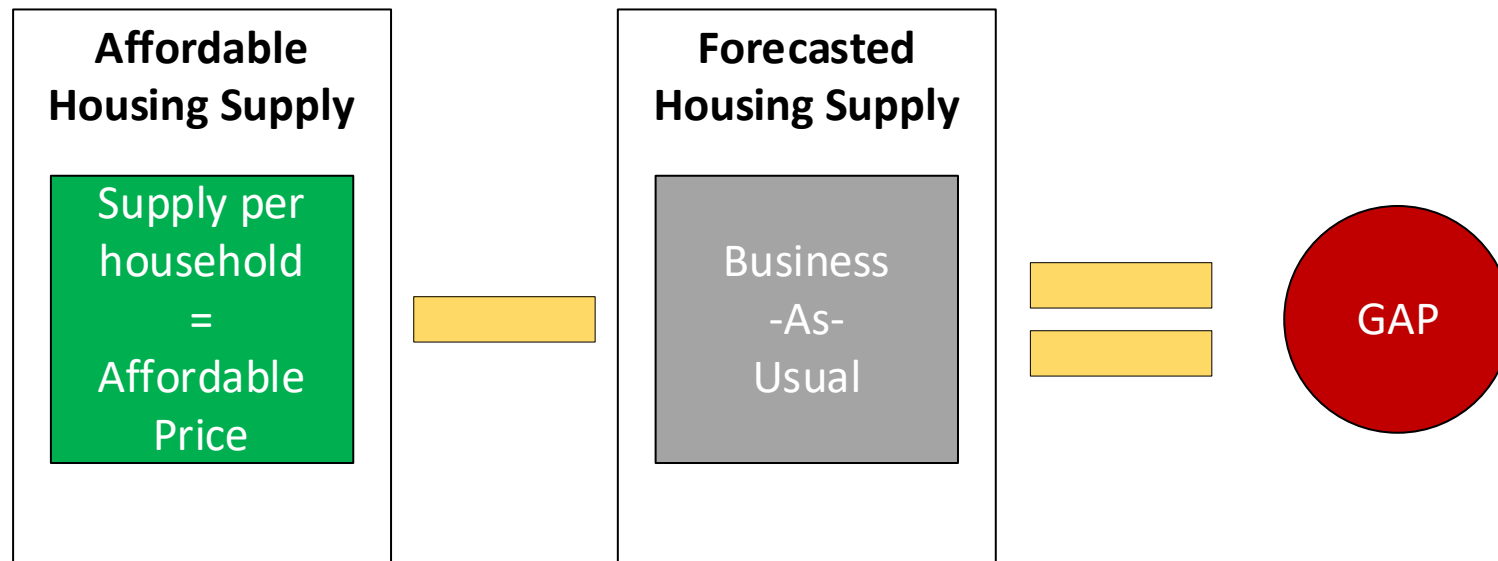 Affordable
Housing Supply
Supply per
household
=
Affordable
Price
Forecasted
Housing Supply
Business
-As-
Usual
GAP